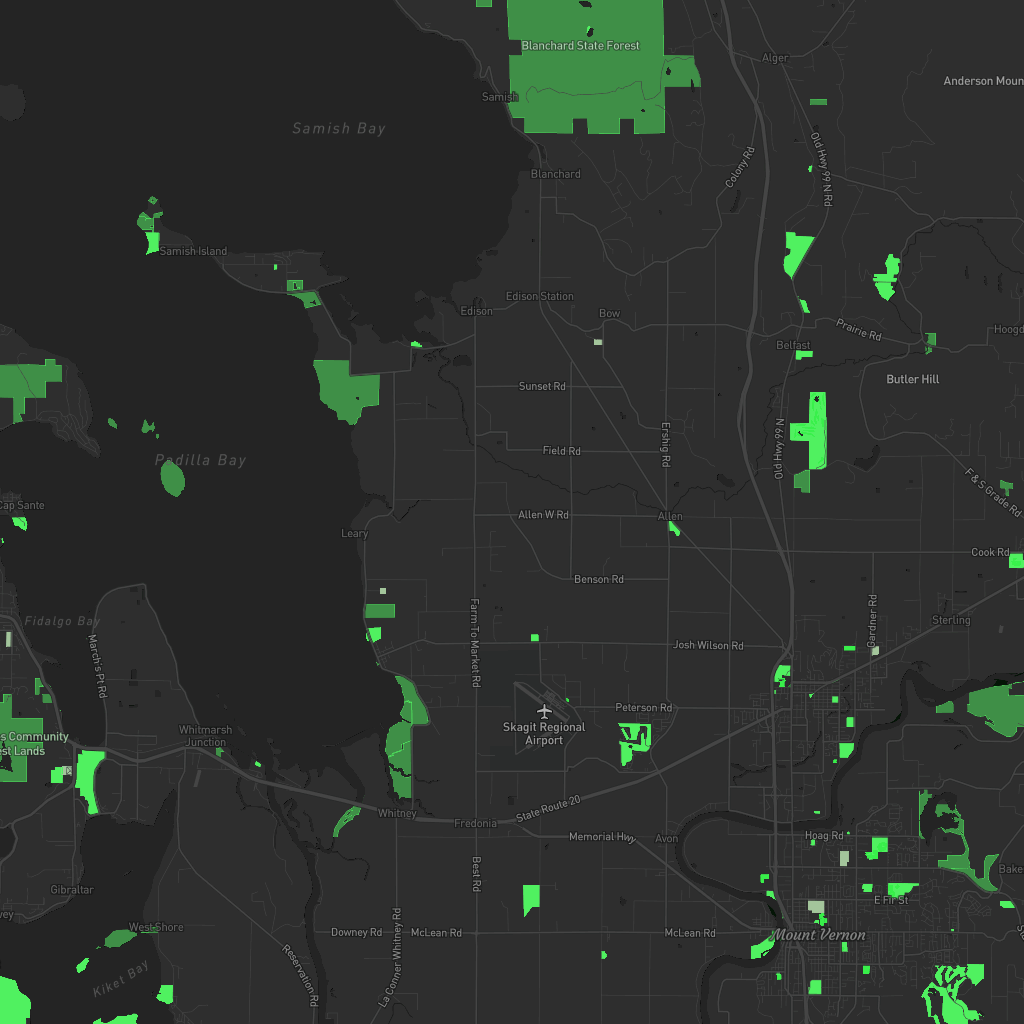 Blanchard State Forest
Alger
Anderson Moun
Samish
Samish Bay
Colony Rd
Old Hwy 99 N Rd
Blanchard
Samish Island
Edison Station
Edison
Bow
Prairie Rd
Hoogd
Belfast
Butler Hill
Sunset Rd
Ershig Rd
Old Hwy 99 N
Field Rd
Padilla Bay
F & S Grade Rd
Cap Sante
Allen W Rd
Allen
Leary
Cook Rd
Benson Rd
Fidalgo Bay
Farm To Market Rd
Gardner Rd
Sterling
March's Pt Rd
Josh Wilson Rd
Peterson Rd
Whitmarsh
Junction
Skagit Regional
Airport
s Community
est Lands
State Route 20
Whitney
Fredonia
Memorial Hwy
Avon
Hoag Rd
Best Rd
Bake
Gibraltar
E Fir St
vey
West Shore
Downey Rd
McLean Rd
McLean Rd
Mount Vernon
La Conner Whitney Rd
Reservation Rd
Kiket Bay